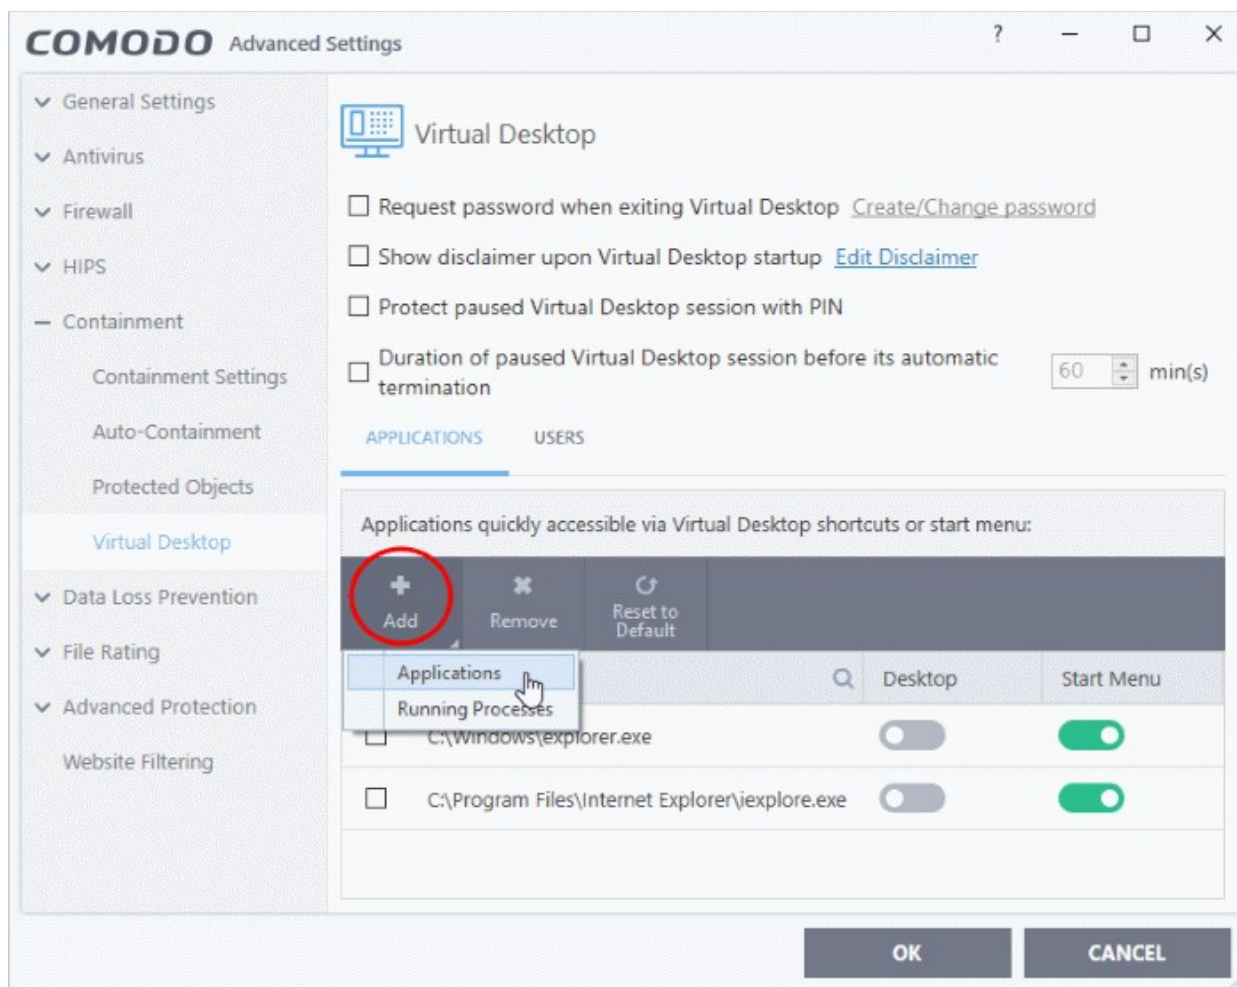 COMODO Advanced Settings ?
General Settings
Antivirus
Firewall
HIPS
Containment
Containment Settings
Auto-Containment
Protected Objects
Virtual Desktop
Data Loss Prevention
File Rating
Advanced Protection
Website Filtering
Virtual Desktop
Request password when exiting Virtual Desktop Create/Change password
Show disclaimer upon Virtual Desktop startup Edit Disclaimer
Protect paused Virtual Desktop session with PIN
Duration of paused Virtual Desktop session before its automatic
termination
60 min(s)
APPLICATIONS USERS
Applications quickly accessible via Virtual Desktop shortcuts or start menu:
Add Remove Reset to
Default
Applications
Running Processes
Desktop Start Menu
C:\Windows\explorer.exe
C:\Program Files\Internet Explorer\iexplore.exe
OK CANCEL